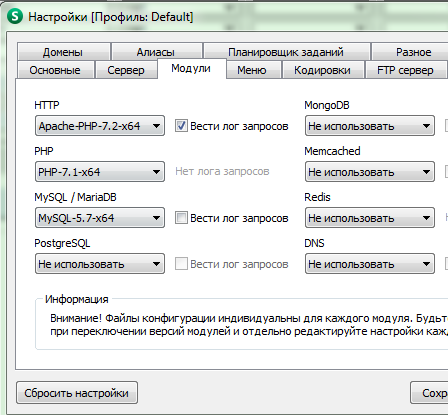 Настройки [Профиль: Default]
Домены Алиасы Планировщик заданий Разное
Основные Сервер Модули Меню Кодировки FTP сервер
HTTP MongoDB
Apache-PHP-7.2-x64 Вести лог запросов Не использовать
PHP Memcached
PHP-7.1-x64 Нет лога запросов Не использовать
MySQL / MariaDB Redis
MySQL-5.7-x64 Вести лог запросов Не использовать
PostgreSQL DNS
Не использовать Вести лог запросов Не использовать
Информация
Внимание! Файлы конфигурации индивидуальны для каждого модуля. Будьт
при переключении версий модулей и отдельно редактируйте настройки каж
Сбросить настройки Сохр